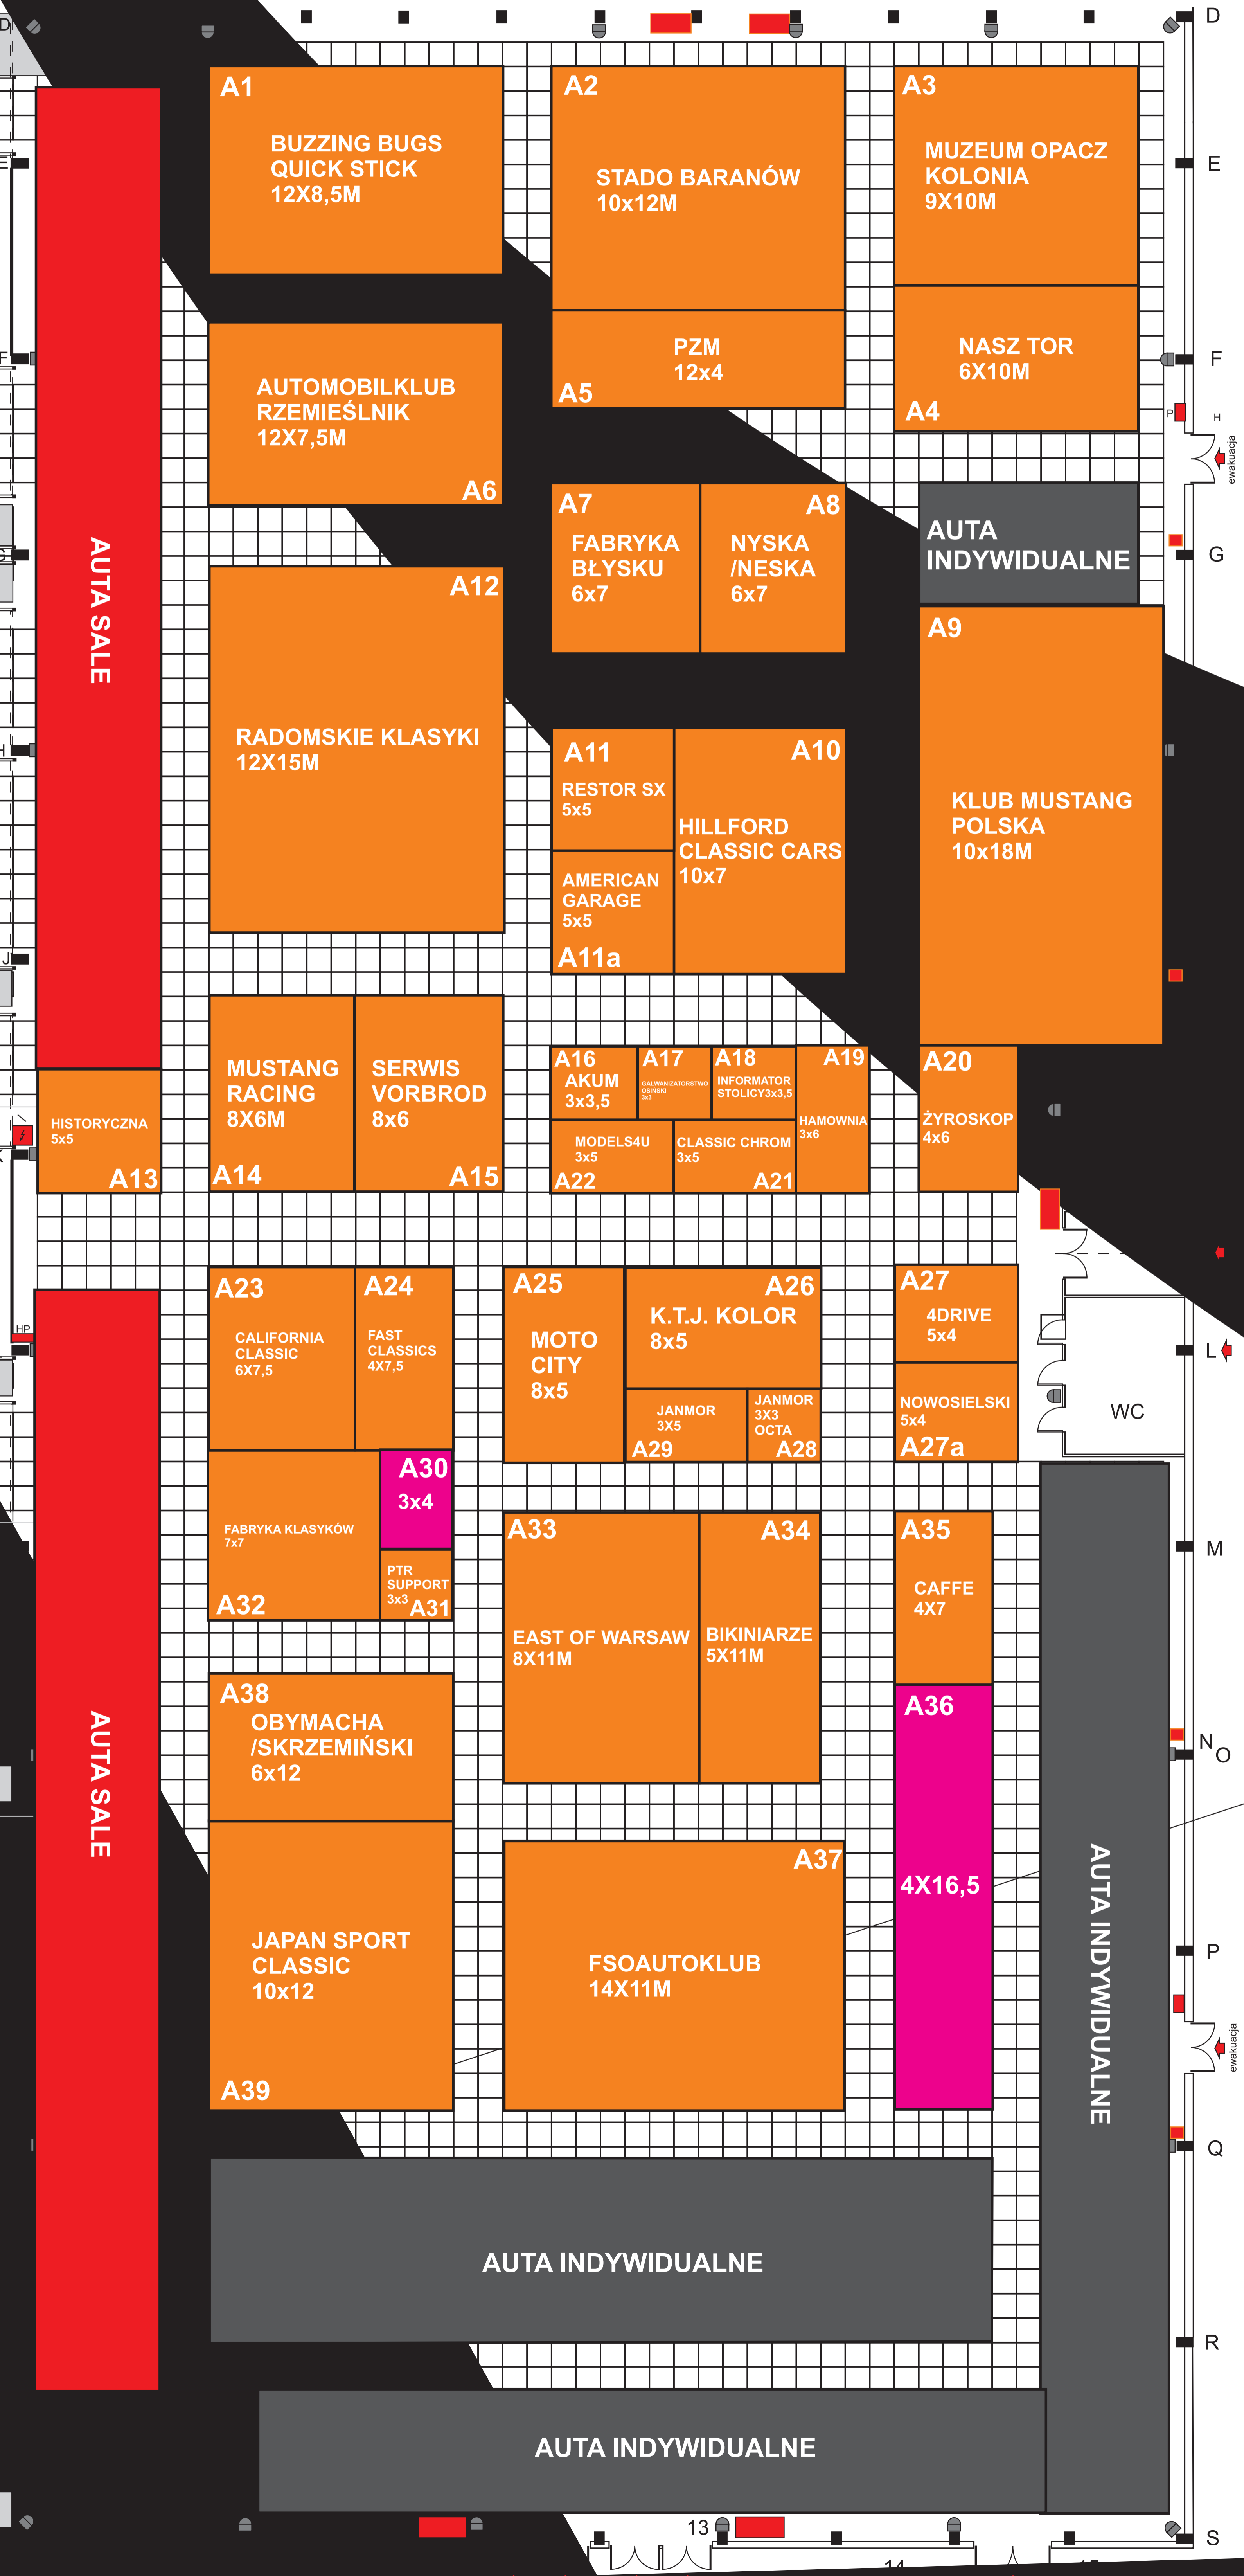 D
D
A1
BUZZING BUGS
QUICK STICK
12X8,5M
A2
STADO BARANÓW
10x12M
A3
MUZEUM OPACZ
KOLONIA
9X10M
E
E
PZM
12x4
A5
NASZ TOR
6X10M
A4
F
F
P
H
ewakuacja
AUTOMOBILKLUB
RZEMIEŚLNIK
12X7,5M
A6
A7
FABRYKA
BŁYSKU
6x7
A8
NYSKA
/NESKA
6x7
AUTA
INDYWIDUALNE
G
G
AUTA SALE
A12
RADOMSKIE KLASYKI
12X15M
A9
KLUB MUSTANG
POLSKA
10x18M
H
A11
RESTOR SX
5x5
A10
HILLFORD
CLASSIC CARS
10x7
AMERICAN
GARAGE
5x5
A11a
J
MUSTANG
RACING
8X6M
A14
SERWIS
VORBROD
8x6
A15
A16
AKUM
3x3,5
A17
GALWANIZATORSTWO
OSIŃSKI
3x3
A18
INFORMATOR
STOLICY3x3,5
A19
HAMOWNIA
3x6
A20
ŻYROSKOP
4x6
HISTORYCZNA
5x5
A13
MODELS4U
3x5
A22
CLASSIC CHROM
3x5
A21
K
A23
CALIFORNIA
CLASSIC
6X7,5
A24
FAST
CLASSICS
4X7,5
A25
MOTO
CITY
8x5
A26
K.T.J. KOLOR
8x5
A27
4DRIVE
5x4
HP
L
JANMOR
3X5
A29
JANMOR
3X3
OCTA
A28
NOWOSIELSKI
5x4
A27a
WC
A30
3x4
FABRYKA KLASYKÓW
7x7
A32
PTR
SUPPORT
3x3
A31
A33
EAST OF WARSAW
8X11M
A34
BIKINIARZE
5X11M
A35
CAFFE
4X7
M
AUTA SALE
A38
OBYMACHA
/SKRZEMIŃSKI
6x12
A36
4X16,5
N
O
A37
FSOAUTOKLUB
14X11M
JAPAN SPORT
CLASSIC
10x12
A39
AUTA INDYWIDUALNE
P
ewakuacja
Q
AUTA INDYWIDUALNE
R
AUTA INDYWIDUALNE
13
S
14
15